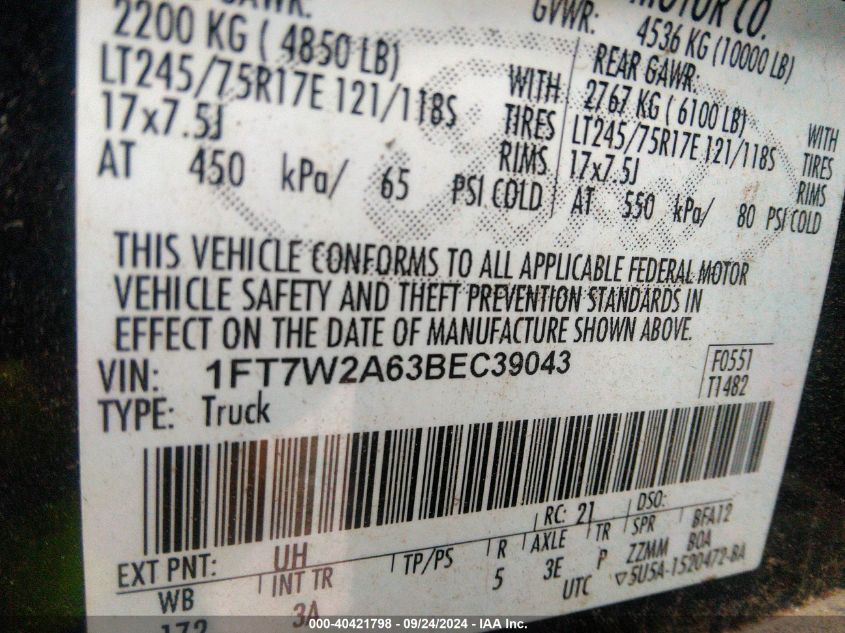 GAWR:
2200 KG ( 4850 LB)
LT245/75R17E 121/118S WITH TIRES
17x7.5J RIMS
AT 450 kPa/ 65 PSI COLD
MOTOR CO.
GVWR: 4536 KG (10000 LB)
REAR GAWR:
2767 KG ( 6100 LB) WITH
LT245/75R17E 121/118S TIRES
17x7.5J RIMS
AT 550 kPa/ 80 PSI COLD
THIS VEHICLE CONFORMS TO ALL APPLICABLE FEDERAL MOTOR
VEHICLE SAFETY AND THEFT PREVENTION STANDARDS IN
EFFECT ON THE DATE OF MANUFACTURE SHOWN ABOVE.
VIN: 1FT7W2A63BEC39043 F0551
TYPE: Truck T1482
EXT PNT: UH RC: 21 DSO:
WB INT TR TP/PS R AXLE TR SPR BFA12
172 3A 5 3E P ZZMM BOA
UTC ▽5U5A-1520472-BA
000-40421798 - 09/24/2024 - IAA Inc.